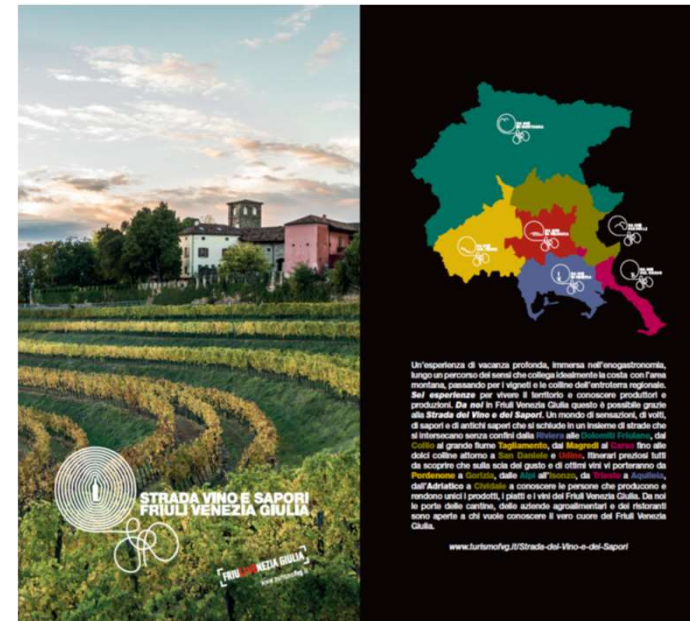 STRADA VINO E SAPORI
FRIULI VENEZIA GIULIA
FRIULI VENEZIA GIULIA
www.turismofvg.it
Un'esperienza di vacanza profonda, immersa nell'enogastronomia,
lungo un percorso dei sensi che collega idealmente la costa con l'area
montana, passando per i vigneti e le colline dell'entroterra regionale.
Sei esperienze per vivere il territorio e conoscere produttori e
produzioni. Da noi in Friuli Venezia Giulia questo è possibile grazie
alla Strada del Vino e dei Sapori. Un mondo di sensazioni, di volti,
di sapori e di antichi saperi che si schiude in un insieme di strade che
si intersecano senza confini dalla Riviera alle Dolomiti Friulane, dal
Collio al grande fiume Tagliamento, dai Magredi al Carso fino alle
dolci colline attorno a San Daniele e Udine. Itinerari preziosi tutti
da scoprire che sulla scia del gusto e di ottimi vini vi porteranno da
Pordenone a Gorizia, dalle Alpi all'Isonzo, da Trieste a Aquileia,
dall'Adriatico a Cividale a conoscere le persone che producono e
rendono unici i prodotti, i piatti e i vini del Friuli Venezia Giulia. Da noi
le porte delle cantine, delle aziende agroalimentari e dei ristoranti
sono aperte a chi vuole conoscere il vero cuore del Friuli Venezia
Giulia.
www.turismofvg.it/Strada-del-Vino-e-dei-Sapori